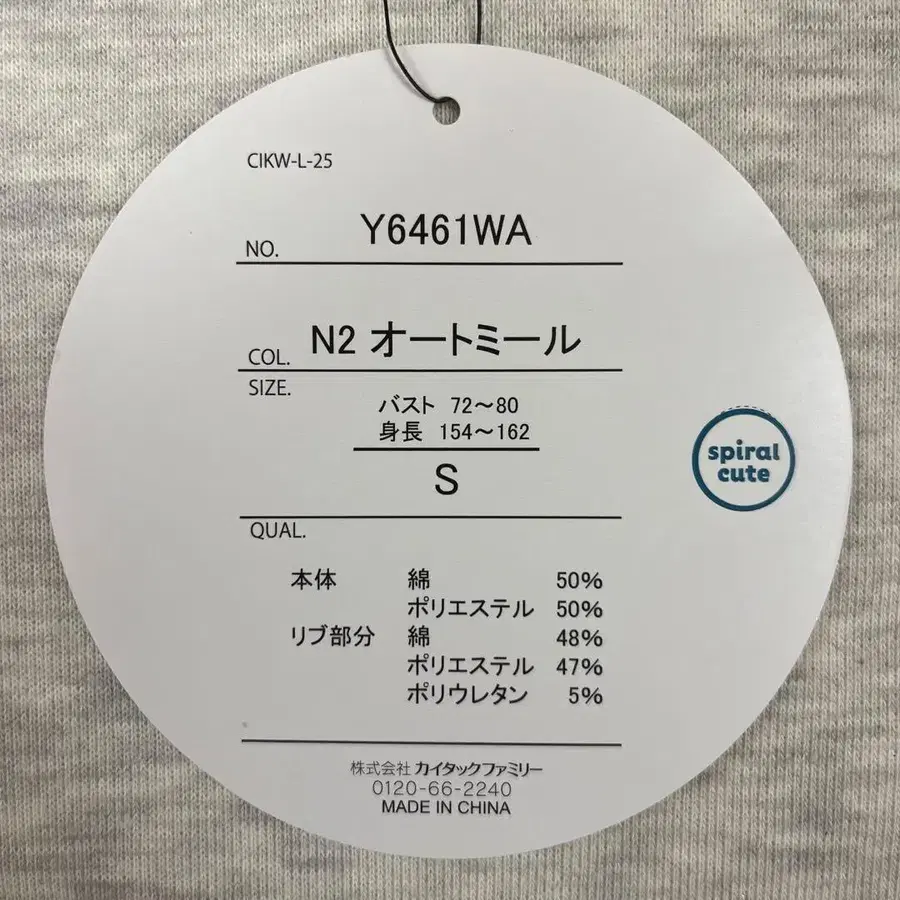 CIKW-L-25
NO. Y6461WA
COL. N2 オートミール
SIZE.
バスト 72～80
身長 154～162
S
spiral
cute
QUAL.
本体 綿 50%
ポリエステル 50%
リブ部分 綿 48%
ポリエステル 47%
ポリウレタン 5%
株式会社 カイタックファミリー
0120-66-2240
MADE IN CHINA